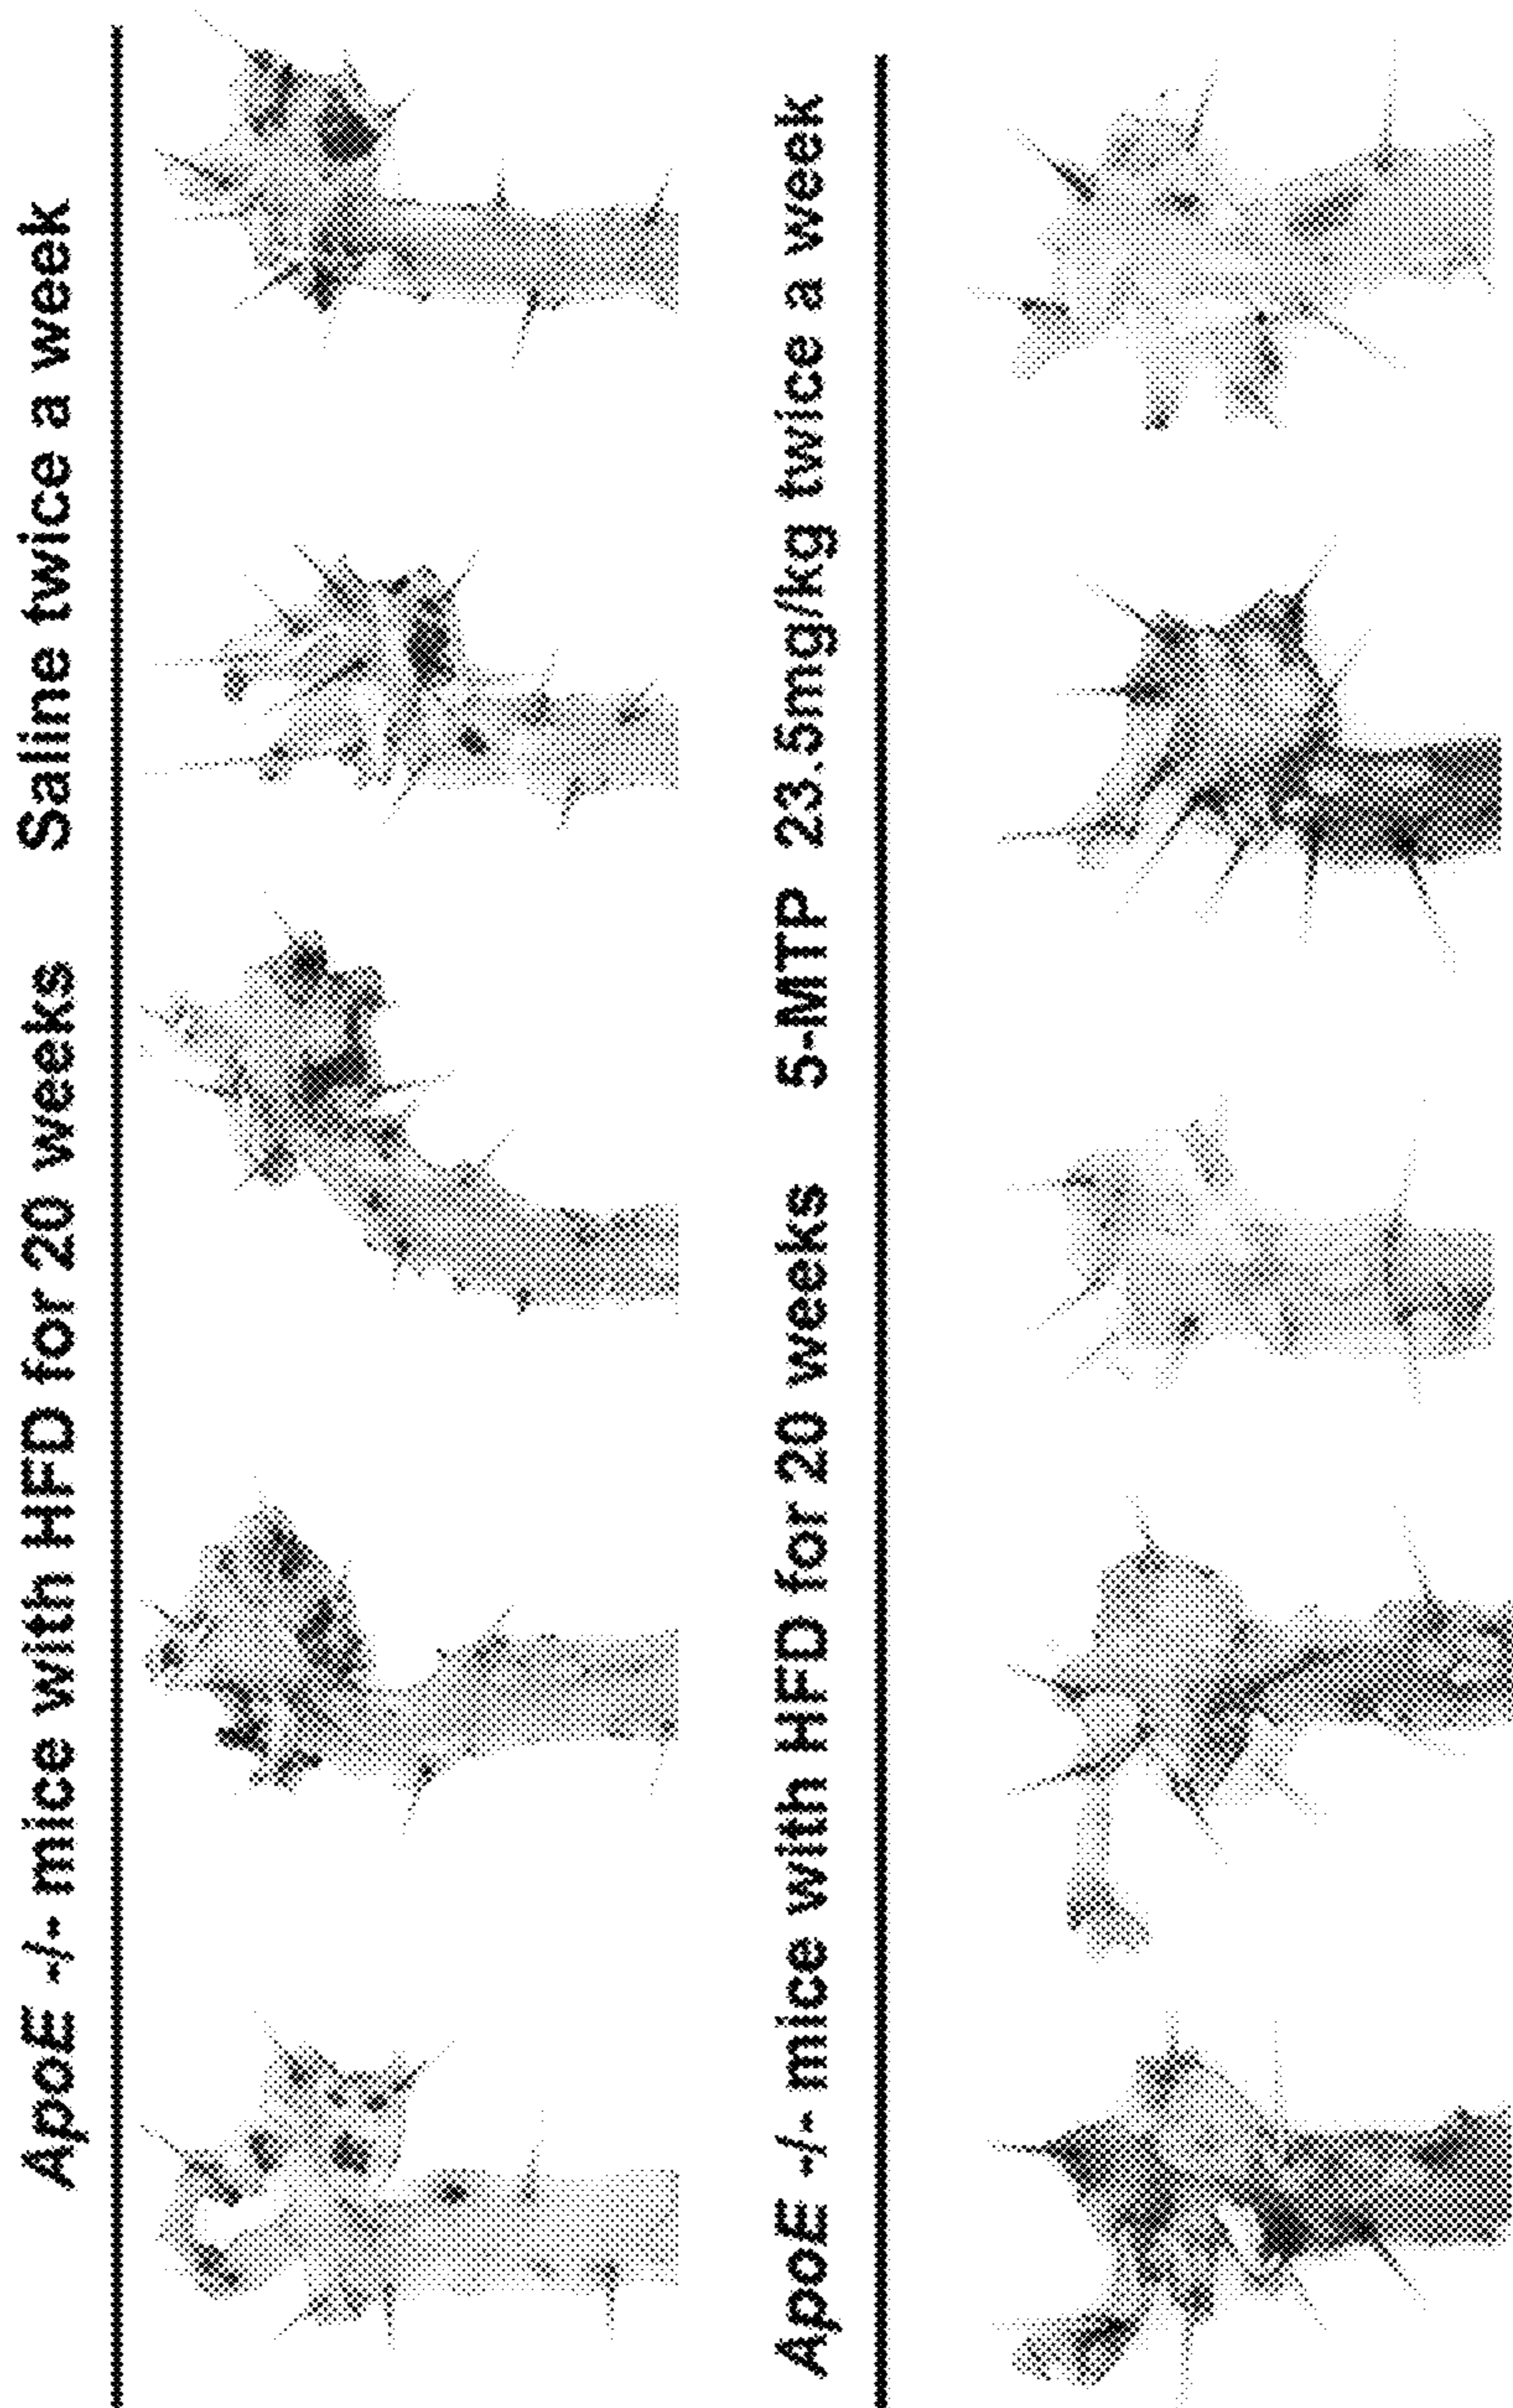 ApoE -/- mice with HFD for 20 weeks Saline twice a week
ApoE -/- mice with HFD for 20 weeks 5-MTP 23.5mg/kg twice a week